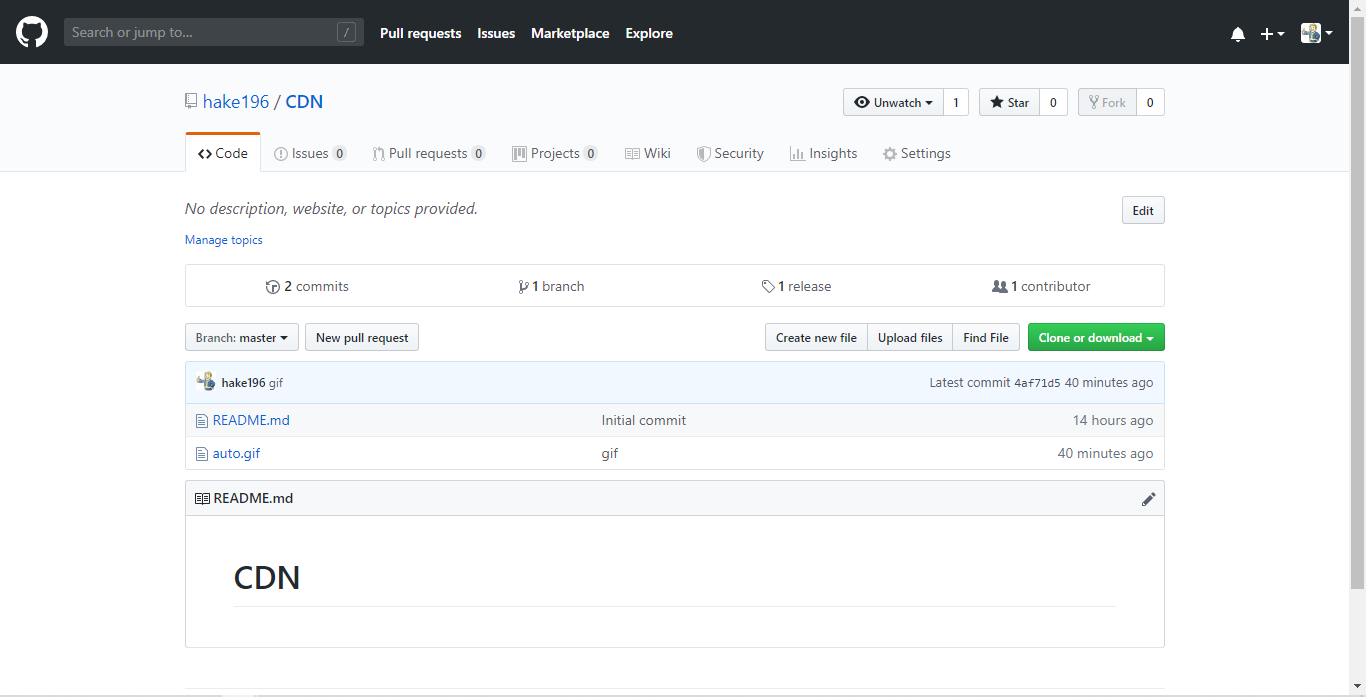 Search or jump to... /
Pull requests Issues Marketplace Explore
hake196 / CDN
Unwatch 1 Star 0 Fork 0
Code Issues 0 Pull requests 0 Projects 0 Wiki Security Insights Settings
No description, website, or topics provided. Edit
Manage topics
2 commits 1 branch 1 release 1 contributor
Branch: master New pull request Create new file Upload files Find File Clone or download
hake196 gif Latest commit 4af71d5 40 minutes ago
README.md Initial commit 14 hours ago
auto.gif gif 40 minutes ago
README.md
CDN